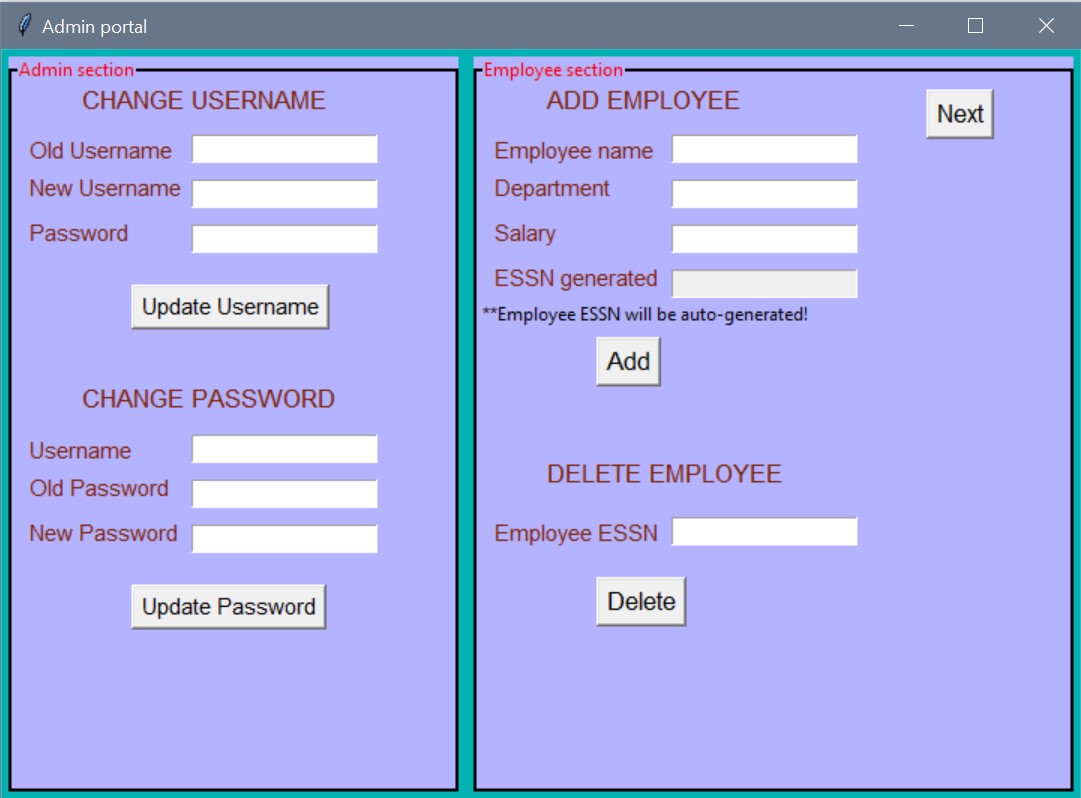 Admin portal
Admin section
CHANGE USERNAME
Old Username
New Username
Password
Update Username
CHANGE PASSWORD
Username
Old Password
New Password
Update Password
Employee section
ADD EMPLOYEE
Next
Employee name
Department
Salary
ESSN generated
**Employee ESSN will be auto-generated!
Add
DELETE EMPLOYEE
Employee ESSN
Delete